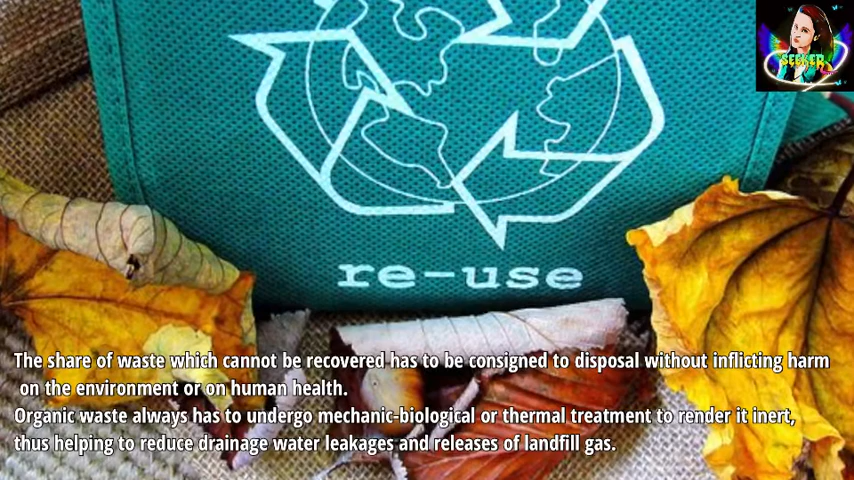 SEEKER
re-use
The share of waste which cannot be recovered has to be consigned to disposal without inflicting harm
on the environment or on human health.
Organic waste always has to undergo mechanic-biological or thermal treatment to render it inert,
thus helping to reduce drainage water leakages and releases of landfill gas.